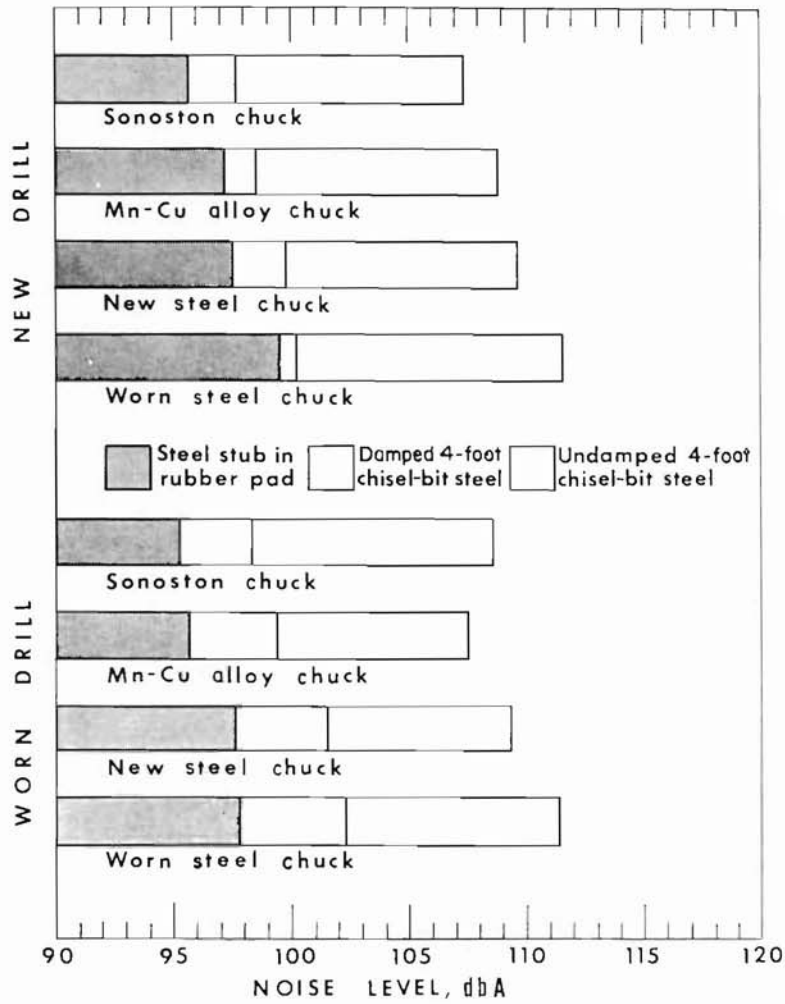 NEW DRILL
Sonoston chuck
Mn-Cu alloy chuck
New steel chuck
Worn steel chuck
Steel stub in
rubber pad
Damped 4-foot
chisel-bit steel
Undamped 4-foot
chisel-bit steel
WORN DRILL
Sonoston chuck
Mn-Cu alloy chuck
New steel chuck
Worn steel chuck
90 95 100 105 110 115 120
NOISE LEVEL, dbA